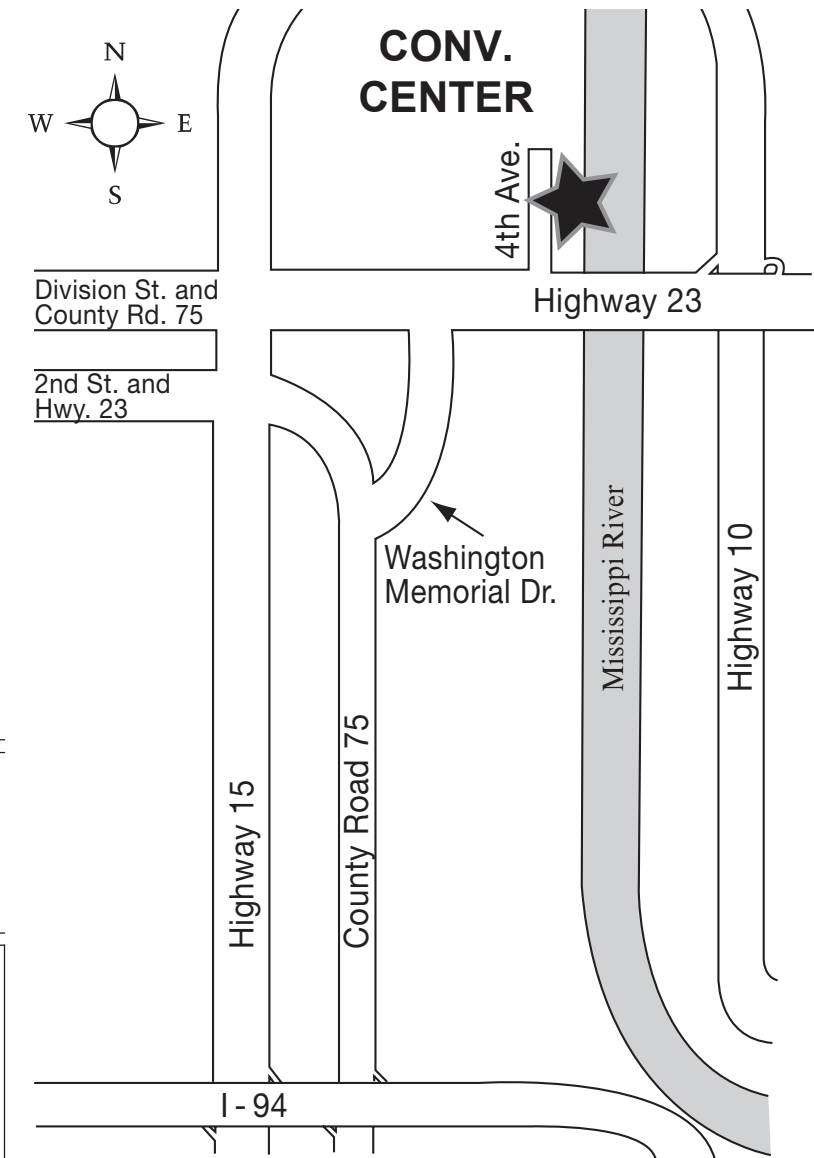 CONV.
CENTER
N
W
E
S
4th Ave.
Division St. and
County Rd. 75
Highway 23
2nd St. and
Hwy. 23
Washington
Memorial Dr.
Mississippi River
Highway 10
County Road 75
Highway 15
I - 94